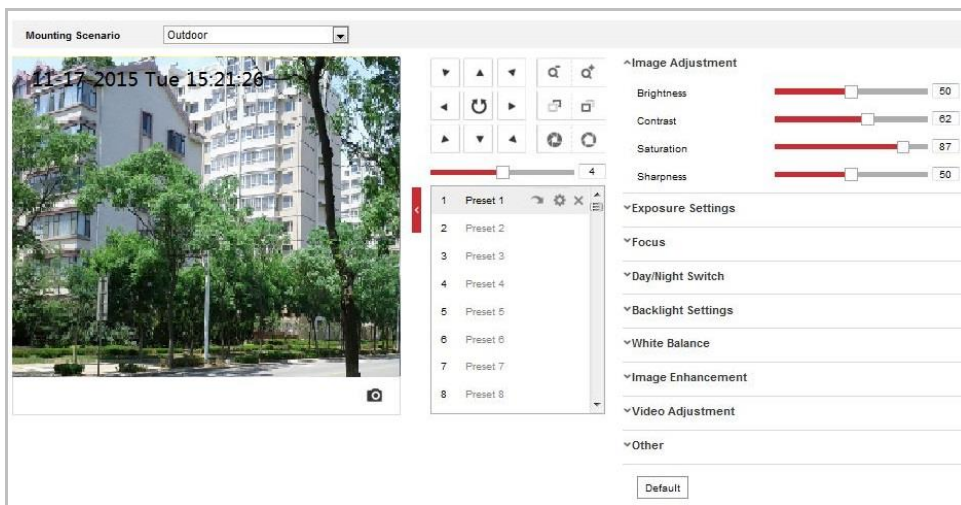 Mounting Scenario Outdoor
11-17-2015 Tue 15:21:26
4
1 Preset 1
2 Preset 2
3 Preset 3
4 Preset 4
5 Preset 5
6 Preset 6
7 Preset 7
8 Preset 8
Image Adjustment
Brightness 50
Contrast 62
Saturation 87
Sharpness 50
Exposure Settings
Focus
Day/Night Switch
Backlight Settings
White Balance
Image Enhancement
Video Adjustment
Other
Default